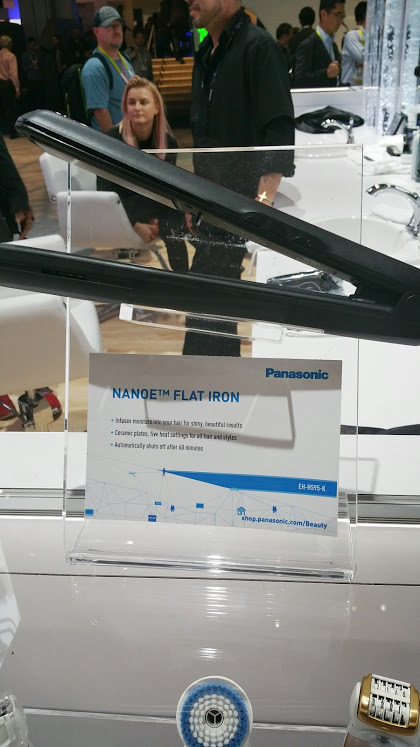 Panasonic
NANOE™ FLAT IRON
• Infuses moisture into your hair for shiny, beautiful results
• Ceramic plates, five heat settings for all hair and styles
• Automatically shuts off after 60 minutes
EH-HS95-K
shop.panasonic.com/Beauty